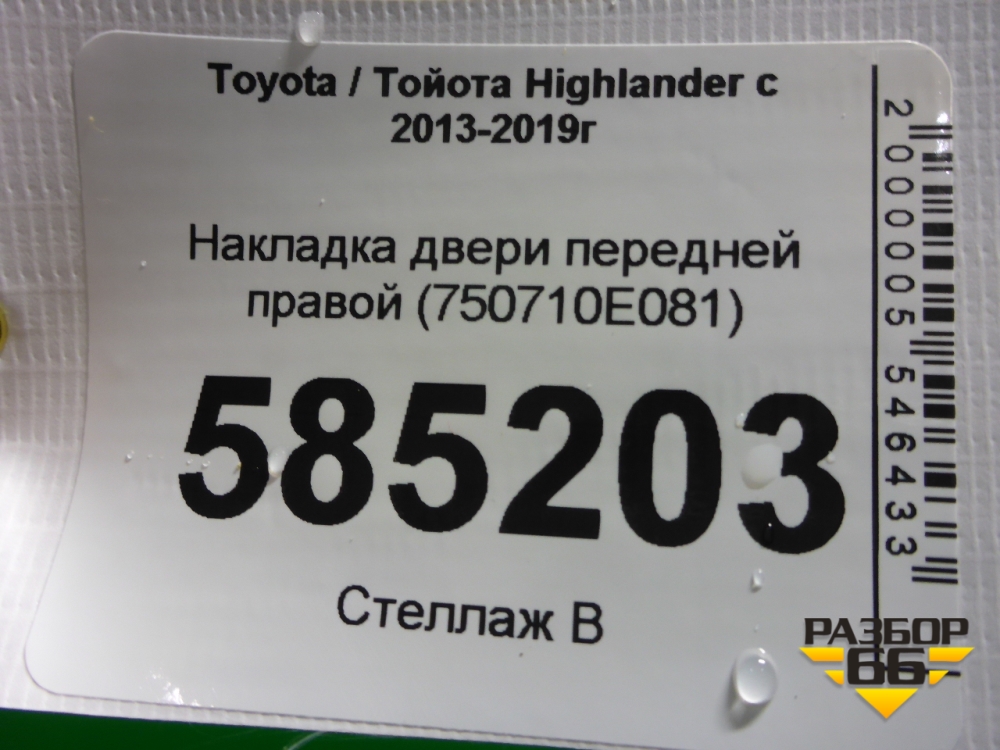 Toyota / Тойота Highlander с
2013-2019г
Накладка двери передней
правой (750710E081)
585203
Стеллаж В
2000005546433
РАЗБОР
66